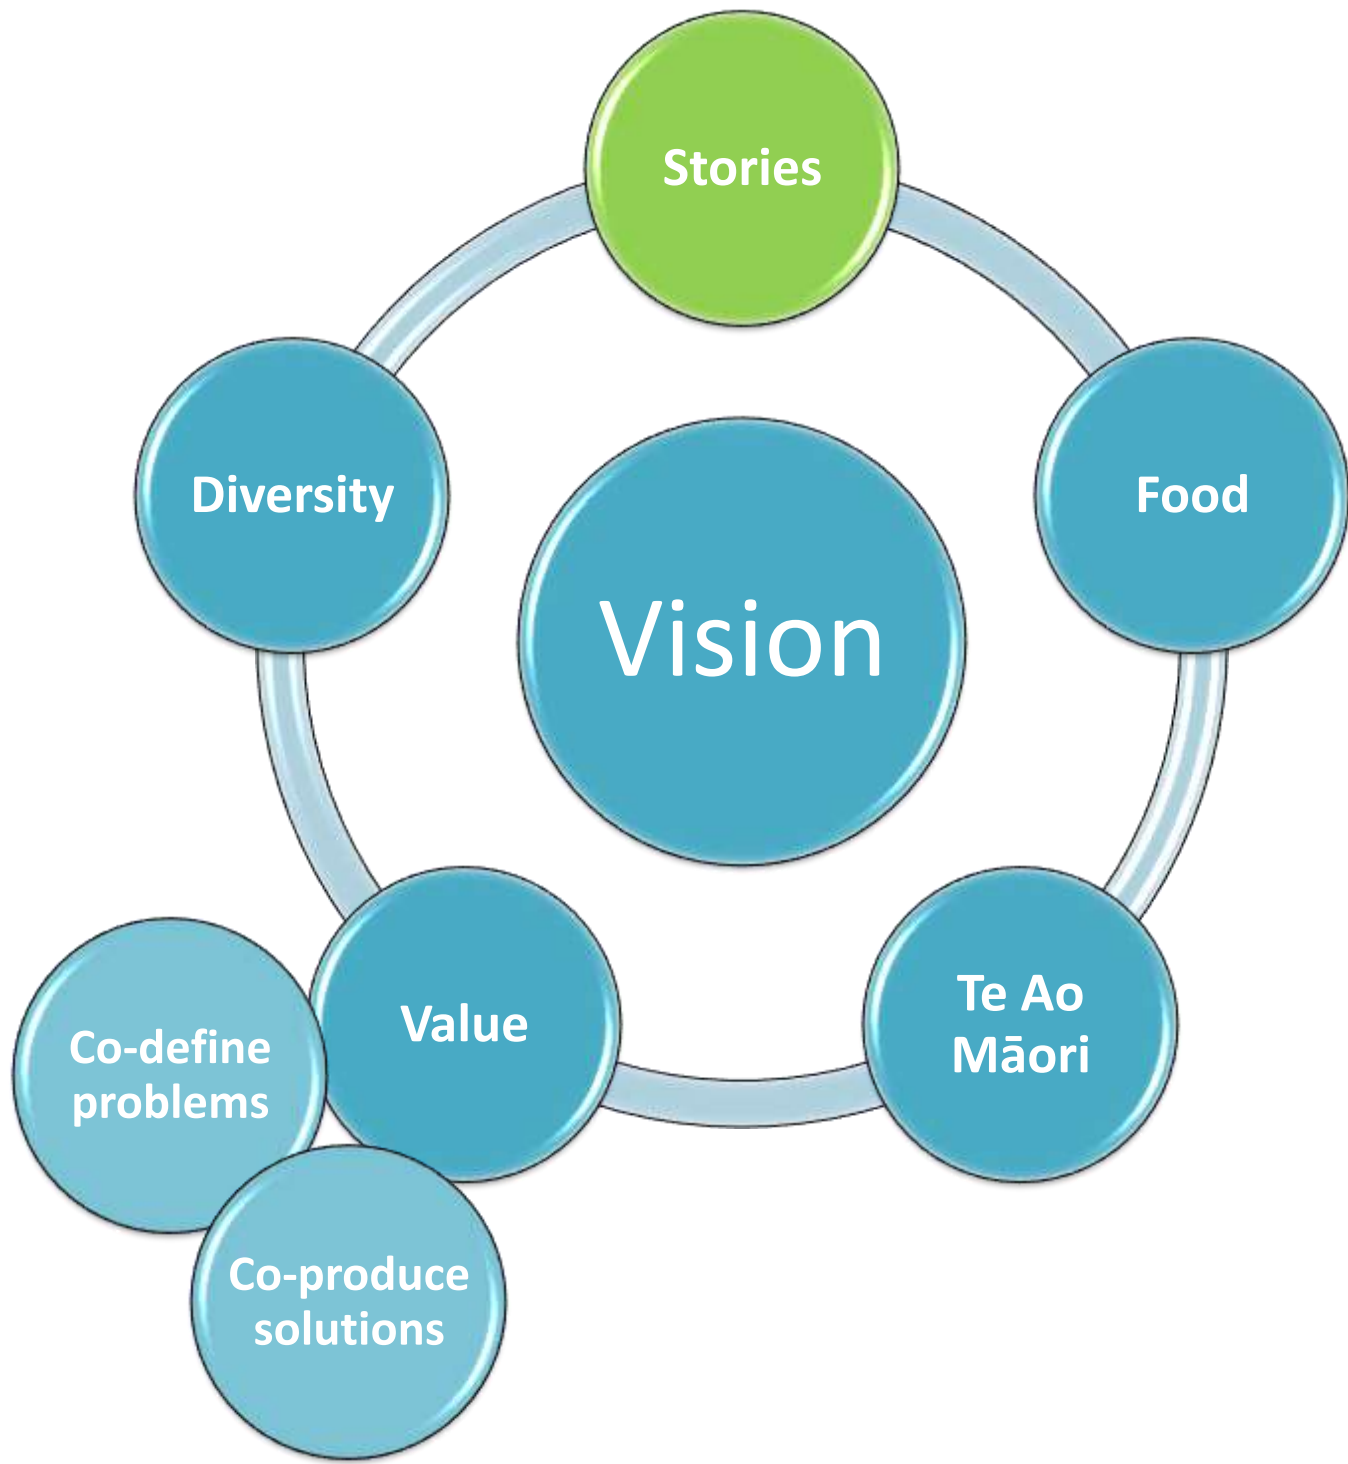 Stories
Diversity
Food
Vision
Te Ao
Māori
Value
Co-define
problems
Co-produce
solutions